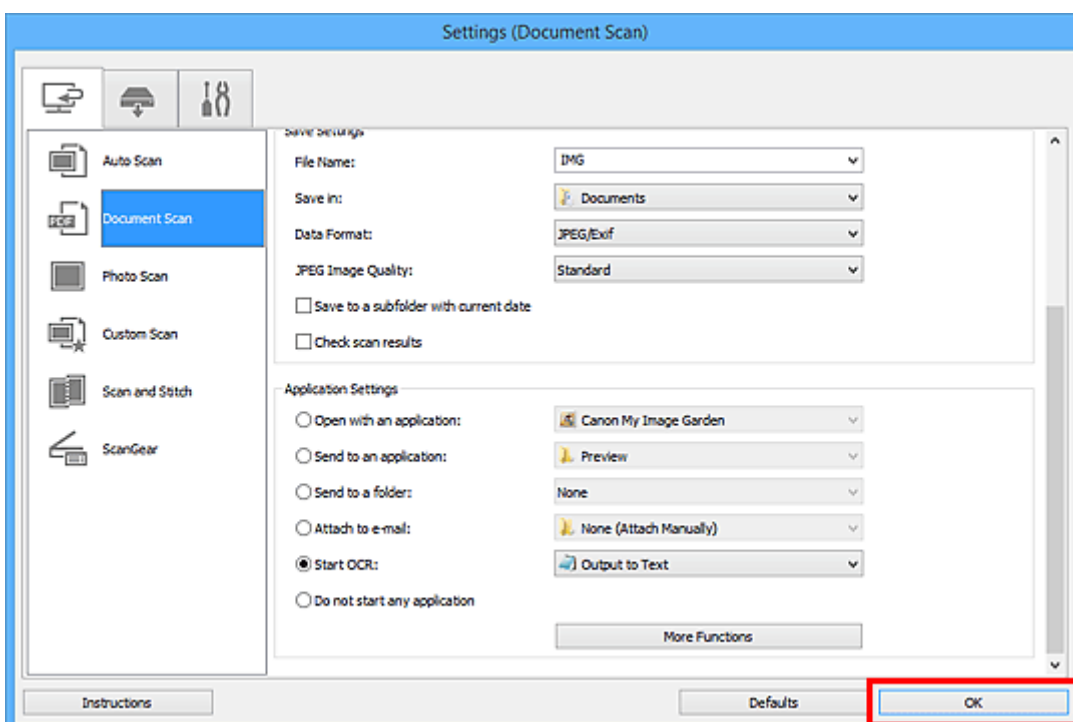 Settings (Document Scan)
Save Settings
Auto Scan
File Name: IMG
Save in: Documents
Document Scan
PDF
Data Format: JPEG/Exif
Photo Scan
JPEG Image Quality: Standard
Save to a subfolder with current date
Custom Scan
Check scan results
Scan and Stitch
Application Settings
Open with an application: Canon My Image Garden
ScanGear
Send to an application: Preview
Send to a folder: None
Attach to e-mail: None (Attach Manually)
Start OCR: Output to Text
Do not start any application
More Functions
Instructions Defaults OK